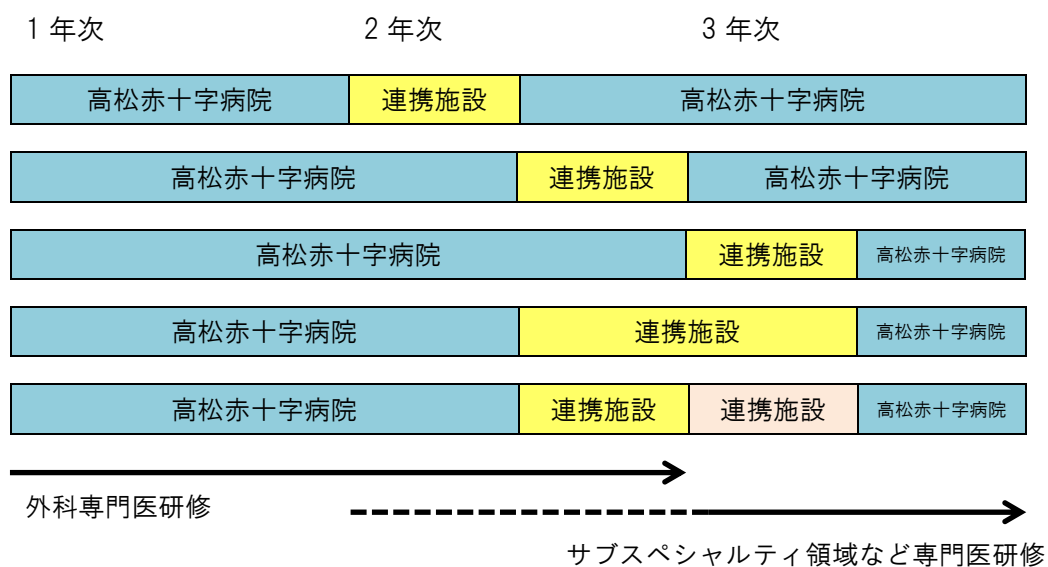 1年次 2年次 3年次
高松赤十字病院 連携施設 高松赤十字病院
高松赤十字病院 連携施設 高松赤十字病院
高松赤十字病院 連携施設 高松赤十字病院
高松赤十字病院 連携施設 高松赤十字病院
高松赤十字病院 連携施設 連携施設 高松赤十字病院
外科専門医研修
サブスペシャルティ領域など専門医研修